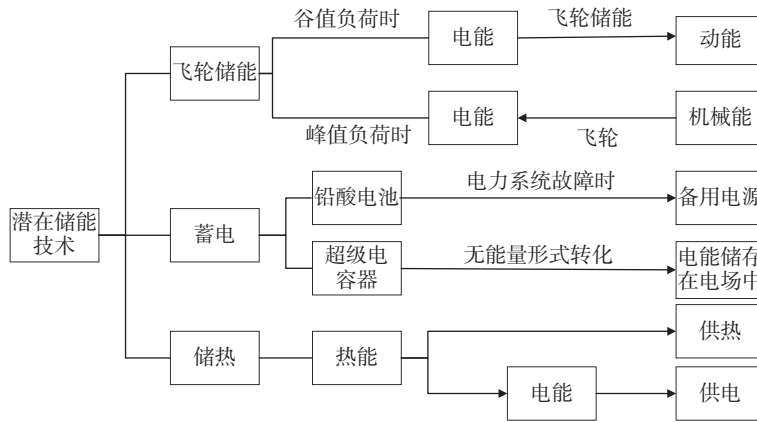 谷值负荷时
飞轮储能
电能
动能
飞轮储能
峰值负荷时
电能
飞轮
机械能
潜在储能
技术
蓄电
铅酸电池
电力系统故障时
备用电源
超级电
容器
无能量形式转化
电能储存
在电场中
储热
热能
供热
电能
供电